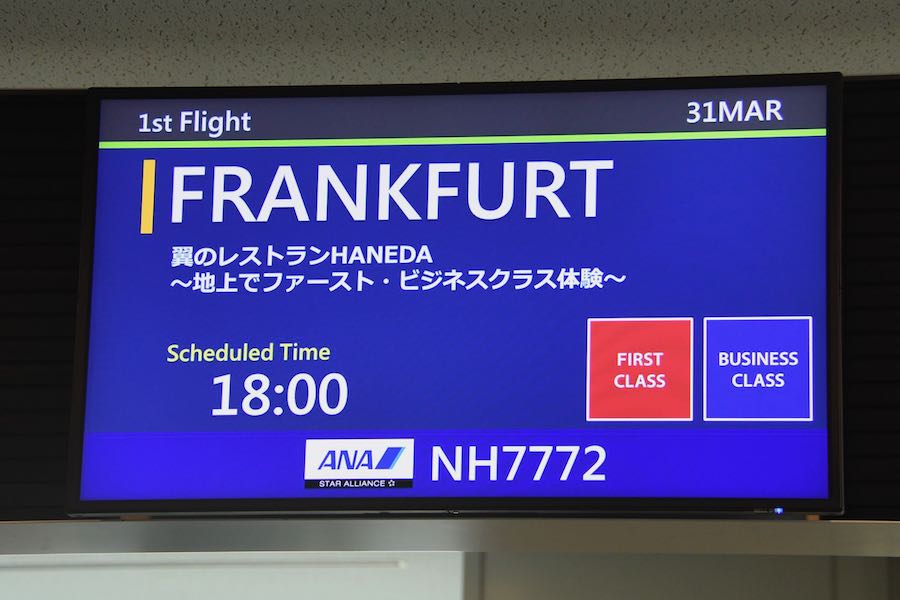 1st Flight
31MAR
FRANKFURT
翼のレストランHANEDA
～地上でファースト・ビジネスクラス体験～
Scheduled Time
18:00
FIRST
CLASS
BUSINESS
CLASS
ANA
STAR ALLIANCE
NH7772